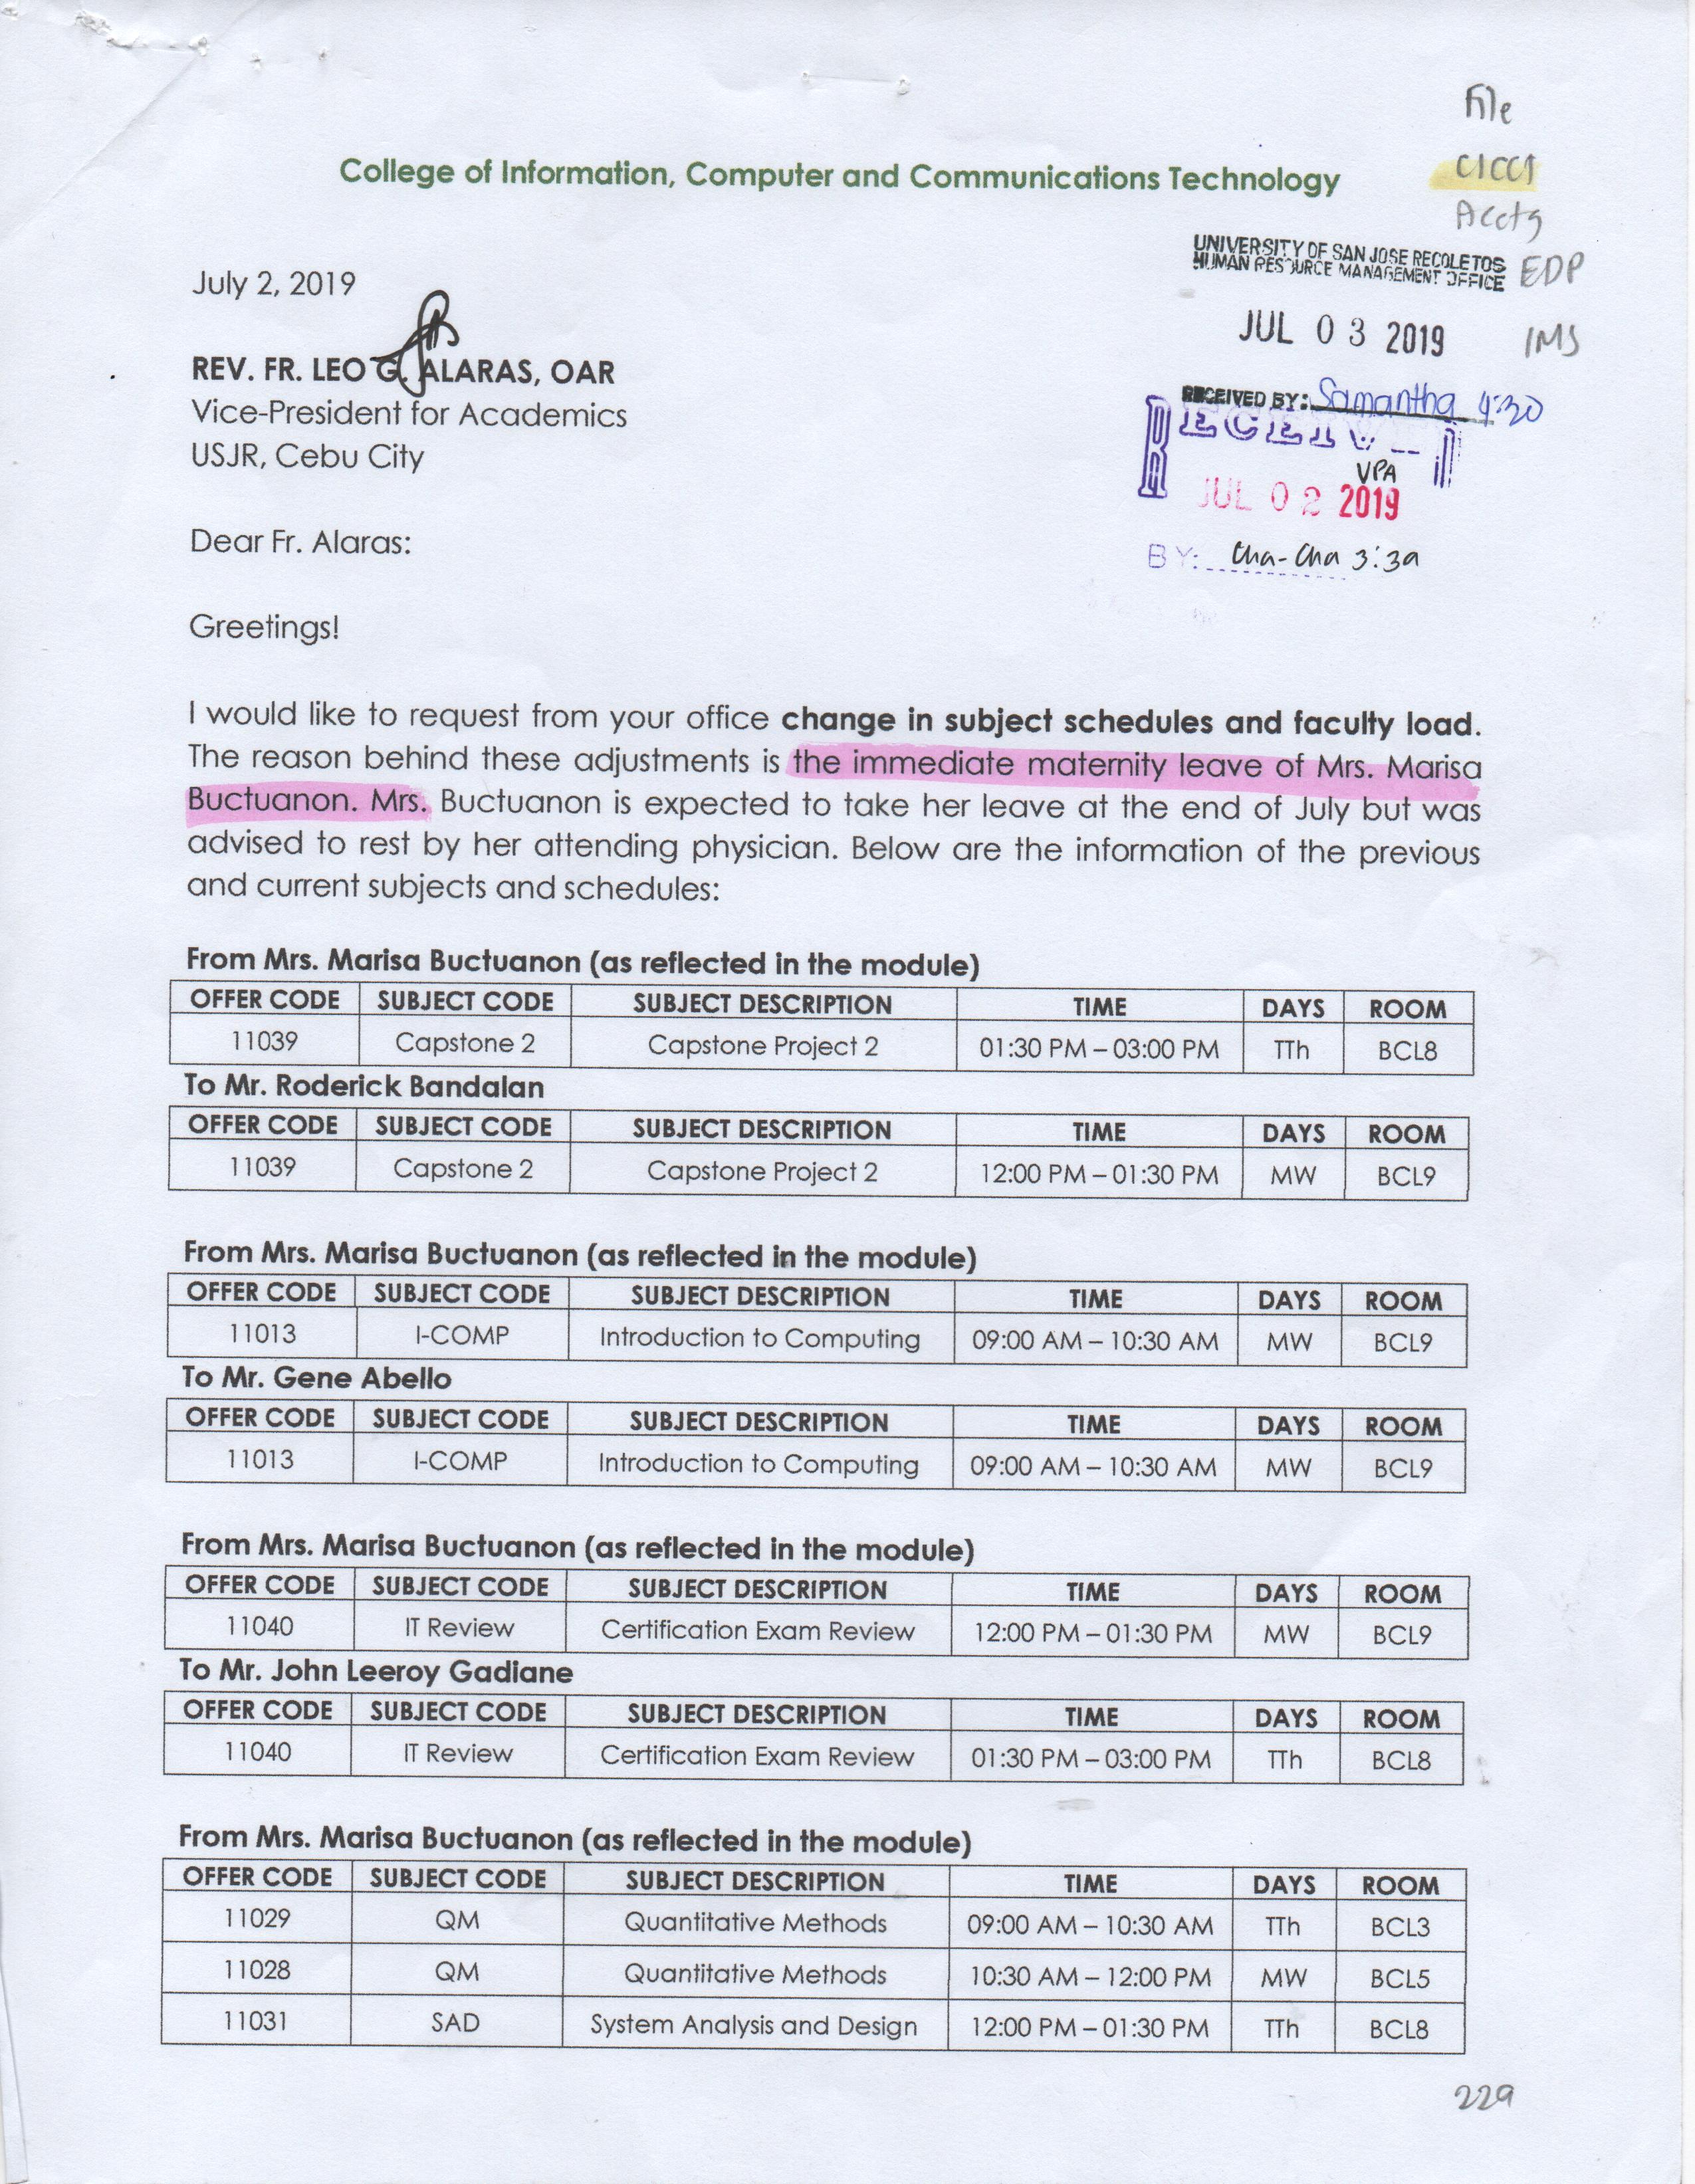 File
CICCT
College of Information, Computer and Communications Technology
Acctg
UNIVERSITY OF SAN JOSE RECOLETOS
HUMAN RESOURCE MANAGEMENT OFFICE
EDP
July 2, 2019
JUL 03 2019
IMS
REV. FR. LEO G. ALARAS, OAR
RECEIVED BY: Samantha 4:30
Vice-President for Academics
RECEIVED
USJR, Cebu City
VPA
JUL 02 2019
Dear Fr. Alaras:
BY: Cha-Cha
Greetings!
I would like to request from your office change in subject schedules and faculty load.
The reason behind these adjustments is the immediate maternity leave of Mrs. Marisa
Buctuanon. Mrs. Buctuanon is expected to take her leave at the end of July but was
advised to rest by her attending physician. Below are the information of the previous
and current subjects and schedules:
From Mrs. Marisa Buctuanon (as reflected in the module)
OFFER CODE SUBJECT CODE SUBJECT DESCRIPTION TIME DAYS ROOM
11039 Capstone 2 Capstone Project 2 01:30 PM – 03:00 PM TTh BCL8
To Mr. Roderick Bandalan
OFFER CODE SUBJECT CODE SUBJECT DESCRIPTION TIME DAYS ROOM
11039 Capstone 2 Capstone Project 2 12:00 PM – 01:30 PM MW BCL9
From Mrs. Marisa Buctuanon (as reflected in the module)
OFFER CODE SUBJECT CODE SUBJECT DESCRIPTION TIME DAYS ROOM
11013 I-COMP Introduction to Computing 09:00 AM – 10:30 AM MW BCL9
To Mr. Gene Abello
OFFER CODE SUBJECT CODE SUBJECT DESCRIPTION TIME DAYS ROOM
11013 I-COMP Introduction to Computing 09:00 AM – 10:30 AM MW BCL9
From Mrs. Marisa Buctuanon (as reflected in the module)
OFFER CODE SUBJECT CODE SUBJECT DESCRIPTION TIME DAYS ROOM
11040 IT Review Certification Exam Review 12:00 PM – 01:30 PM MW BCL9
To Mr. John Leeroy Gadiane
OFFER CODE SUBJECT CODE SUBJECT DESCRIPTION TIME DAYS ROOM
11040 IT Review Certification Exam Review 01:30 PM – 03:00 PM TTh BCL8
From Mrs. Marisa Buctuanon (as reflected in the module)
OFFER CODE SUBJECT CODE SUBJECT DESCRIPTION TIME DAYS ROOM
11029 QM Quantitative Methods 09:00 AM – 10:30 AM TTh BCL3
11028 QM Quantitative Methods 10:30 AM – 12:00 PM MW BCL5
11031 SAD System Analysis and Design 12:00 PM – 01:30 PM TTh BCL8
229